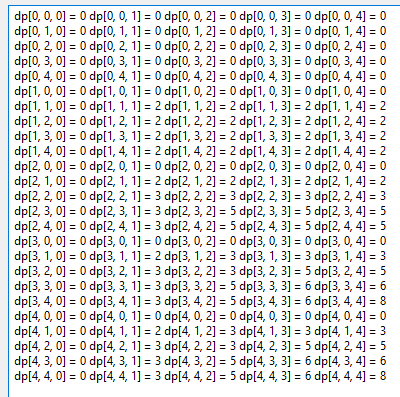 dp[0, 0, 0] = 0 dp[0, 0, 1] = 0 dp[0, 0, 2] = 0 dp[0, 0, 3] = 0 dp[0, 0, 4] = 0
dp[0, 1, 0] = 0 dp[0, 1, 1] = 0 dp[0, 1, 2] = 0 dp[0, 1, 3] = 0 dp[0, 1, 4] = 0
dp[0, 2, 0] = 0 dp[0, 2, 1] = 0 dp[0, 2, 2] = 0 dp[0, 2, 3] = 0 dp[0, 2, 4] = 0
dp[0, 3, 0] = 0 dp[0, 3, 1] = 0 dp[0, 3, 2] = 0 dp[0, 3, 3] = 0 dp[0, 3, 4] = 0
dp[0, 4, 0] = 0 dp[0, 4, 1] = 0 dp[0, 4, 2] = 0 dp[0, 4, 3] = 0 dp[0, 4, 4] = 0
dp[1, 0, 0] = 0 dp[1, 0, 1] = 0 dp[1, 0, 2] = 0 dp[1, 0, 3] = 0 dp[1, 0, 4] = 0
dp[1, 1, 0] = 0 dp[1, 1, 1] = 2 dp[1, 1, 2] = 2 dp[1, 1, 3] = 2 dp[1, 1, 4] = 2
dp[1, 2, 0] = 0 dp[1, 2, 1] = 2 dp[1, 2, 2] = 2 dp[1, 2, 3] = 2 dp[1, 2, 4] = 2
dp[1, 3, 0] = 0 dp[1, 3, 1] = 2 dp[1, 3, 2] = 2 dp[1, 3, 3] = 2 dp[1, 3, 4] = 2
dp[1, 4, 0] = 0 dp[1, 4, 1] = 2 dp[1, 4, 2] = 2 dp[1, 4, 3] = 2 dp[1, 4, 4] = 2
dp[2, 0, 0] = 0 dp[2, 0, 1] = 0 dp[2, 0, 2] = 0 dp[2, 0, 3] = 0 dp[2, 0, 4] = 0
dp[2, 1, 0] = 0 dp[2, 1, 1] = 2 dp[2, 1, 2] = 2 dp[2, 1, 3] = 2 dp[2, 1, 4] = 2
dp[2, 2, 0] = 0 dp[2, 2, 1] = 3 dp[2, 2, 2] = 3 dp[2, 2, 3] = 3 dp[2, 2, 4] = 3
dp[2, 3, 0] = 0 dp[2, 3, 1] = 3 dp[2, 3, 2] = 5 dp[2, 3, 3] = 5 dp[2, 3, 4] = 5
dp[2, 4, 0] = 0 dp[2, 4, 1] = 3 dp[2, 4, 2] = 5 dp[2, 4, 3] = 5 dp[2, 4, 4] = 5
dp[3, 0, 0] = 0 dp[3, 0, 1] = 0 dp[3, 0, 2] = 0 dp[3, 0, 3] = 0 dp[3, 0, 4] = 0
dp[3, 1, 0] = 0 dp[3, 1, 1] = 2 dp[3, 1, 2] = 3 dp[3, 1, 3] = 3 dp[3, 1, 4] = 3
dp[3, 2, 0] = 0 dp[3, 2, 1] = 3 dp[3, 2, 2] = 3 dp[3, 2, 3] = 5 dp[3, 2, 4] = 5
dp[3, 3, 0] = 0 dp[3, 3, 1] = 3 dp[3, 3, 2] = 5 dp[3, 3, 3] = 6 dp[3, 3, 4] = 6
dp[3, 4, 0] = 0 dp[3, 4, 1] = 3 dp[3, 4, 2] = 5 dp[3, 4, 3] = 6 dp[3, 4, 4] = 8
dp[4, 0, 0] = 0 dp[4, 0, 1] = 0 dp[4, 0, 2] = 0 dp[4, 0, 3] = 0 dp[4, 0, 4] = 0
dp[4, 1, 0] = 0 dp[4, 1, 1] = 2 dp[4, 1, 2] = 3 dp[4, 1, 3] = 3 dp[4, 1, 4] = 3
dp[4, 2, 0] = 0 dp[4, 2, 1] = 3 dp[4, 2, 2] = 5 dp[4, 2, 3] = 5 dp[4, 2, 4] = 5
dp[4, 3, 0] = 0 dp[4, 3, 1] = 3 dp[4, 3, 2] = 5 dp[4, 3, 3] = 6 dp[4, 3, 4] = 6
dp[4, 4, 0] = 0 dp[4, 4, 1] = 3 dp[4, 4, 2] = 5 dp[4, 4, 3] = 6 dp[4, 4, 4] = 8